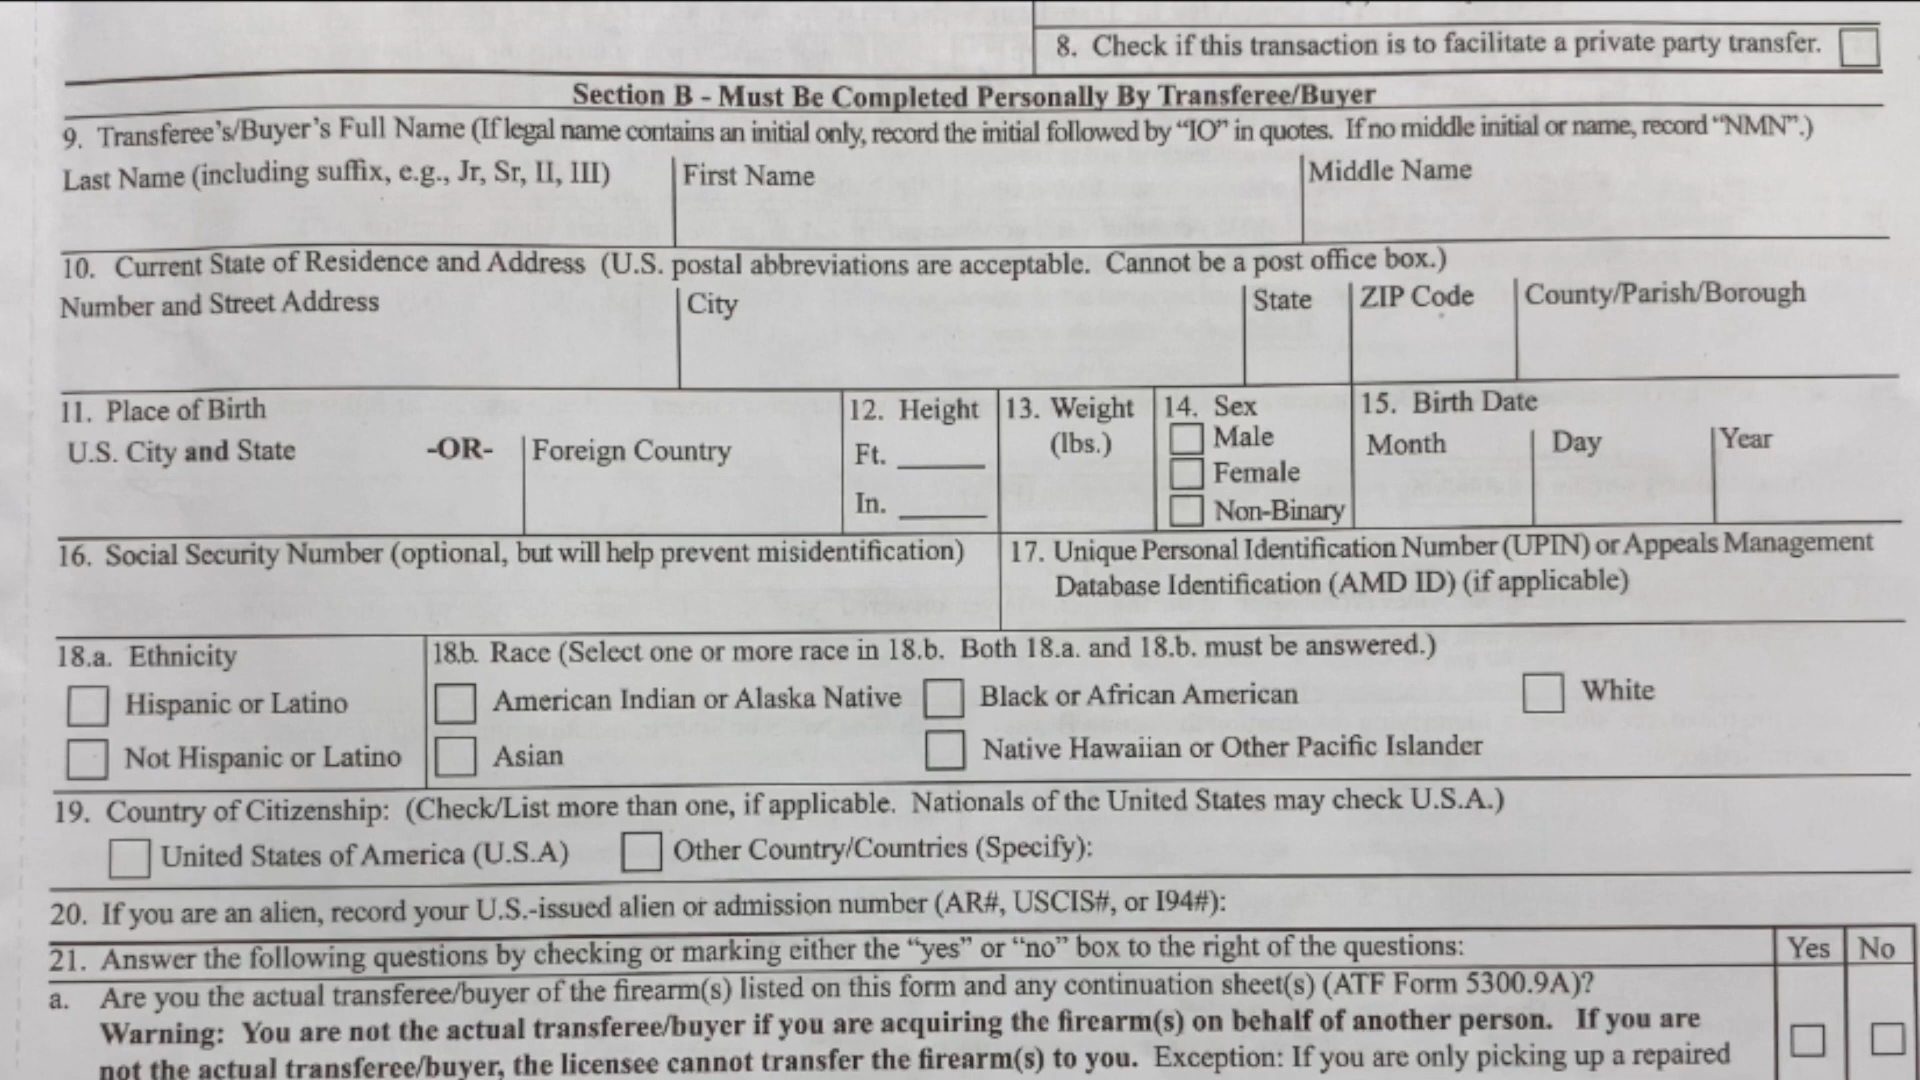 8. Check if this transaction is to facilitate a private party transfer.
Section B - Must Be Completed Personally By Transferee/Buyer
9. Transferee's/Buyer's Full Name (If legal name contains an initial only, record the initial followed by “IO” in quotes. If no middle initial or name, record “NMN”.)
Last Name (including suffix, e.g., Jr, Sr, II, III) First Name Middle Name
10. Current State of Residence and Address (U.S. postal abbreviations are acceptable. Cannot be a post office box.)
Number and Street Address City State ZIP Code County/Parish/Borough
11. Place of Birth
U.S. City and State -OR- Foreign Country
12. Height
Ft.
In.
13. Weight
(lbs.)
14. Sex
Male
Female
Non-Binary
15. Birth Date
Month Day Year
16. Social Security Number (optional, but will help prevent misidentification)
17. Unique Personal Identification Number (UPIN) or Appeals Management
Database Identification (AMD ID) (if applicable)
18.a. Ethnicity
Hispanic or Latino
Not Hispanic or Latino
18.b. Race (Select one or more race in 18.b. Both 18.a. and 18.b. must be answered.)
American Indian or Alaska Native Black or African American White
Asian Native Hawaiian or Other Pacific Islander
19. Country of Citizenship: (Check/List more than one, if applicable. Nationals of the United States may check U.S.A.)
United States of America (U.S.A) Other Country/Countries (Specify):
20. If you are an alien, record your U.S.-issued alien or admission number (AR#, USCIS#, or I94#):
21. Answer the following questions by checking or marking either the “yes” or “no” box to the right of the questions: Yes No
a. Are you the actual transferee/buyer of the firearm(s) listed on this form and any continuation sheet(s) (ATF Form 5300.9A)?
Warning: You are not the actual transferee/buyer if you are acquiring the firearm(s) on behalf of another person. If you are
not the actual transferee/buyer, the licensee cannot transfer the firearm(s) to you. Exception: If you are only picking up a repaired